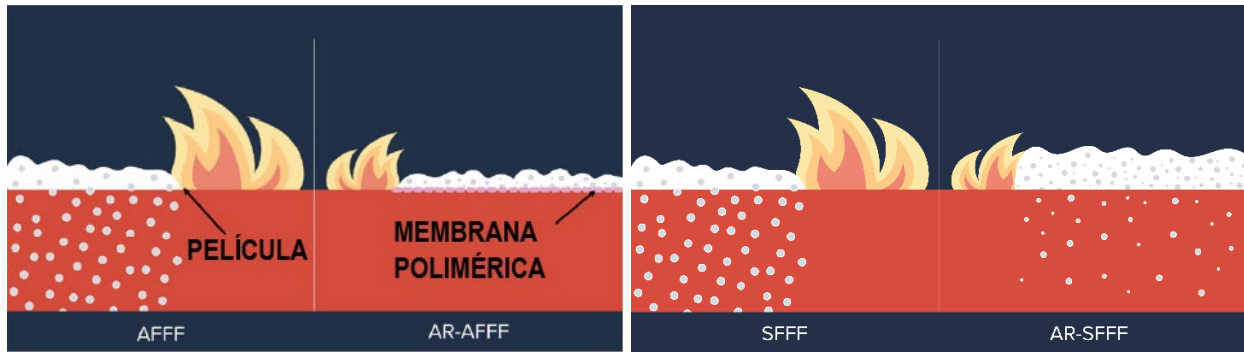 PELÍCULA
MEMBRANA
POLIMÉRICA
AFFF
AR-AFFF
SFFF
AR-SFFF